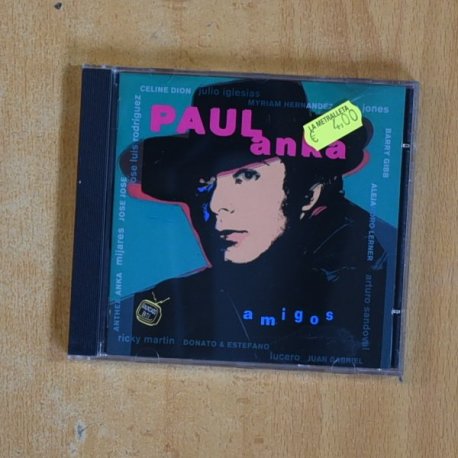 CELINE DION julio iglesias
MYRIAM HERNANDEZ
jones
LA METRALLETA
€ 4,00
PAUL
anka
jose luis rodriguez
JOSE JOSE
mijares
ANTHEA ANKA
BARRY GIBB
ALEJANDRO LERNER
arturo sandoval
amigos
ricky martin DONATO & ESTEFANO
lucero JUAN GABRIEL